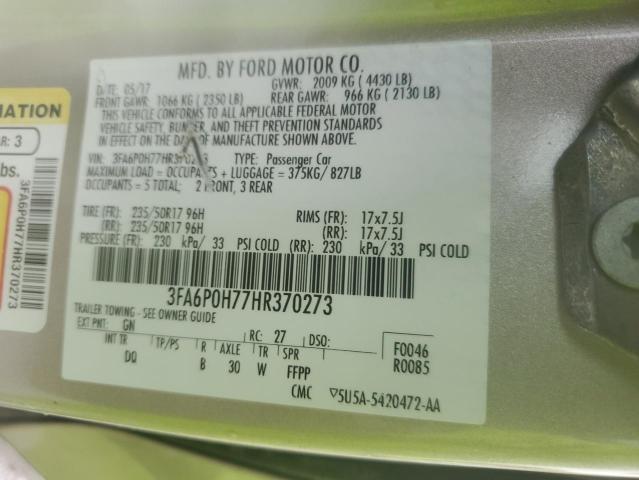 MFD. BY FORD MOTOR CO.
DATE: 05/17 GVWR: 2009 KG ( 4430 LB)
FRONT GAWR: 1066 KG ( 2350 LB) REAR GAWR: 966 KG ( 2130 LB)
THIS VEHICLE CONFORMS TO ALL APPLICABLE FEDERAL MOTOR
VEHICLE SAFETY, BUMPER, AND THEFT PREVENTION STANDARDS
IN EFFECT ON THE DATE OF MANUFACTURE SHOWN ABOVE.
VIN: 3FA6P0H77HR370273 TYPE: Passenger Car
MAXIMUM LOAD = OCCUPANTS + LUGGAGE = 375KG/ 827LB
OCCUPANTS = 5 TOTAL; 2 FRONT, 3 REAR
TIRE (FR): 235/50R17 96H RIMS (FR): 17x7.5J
(RR): 235/50R17 96H (RR): 17x7.5J
PRESSURE (FR): 230 kPa/ 33 PSI COLD (RR): 230 kPa/ 33 PSI COLD
3FA6P0H77HR370273
TRAILER TOWING - SEE OWNER GUIDE
EXT PNT: GN RC: 27 DSO: F0046
INT TR TP/PS R AXLE TR SPR R0085
DQ B 30 W FFPP
CMC ▽5U5A-5420472-AA
MATION
R: 3
bs.
3FA6P0H77HR370273